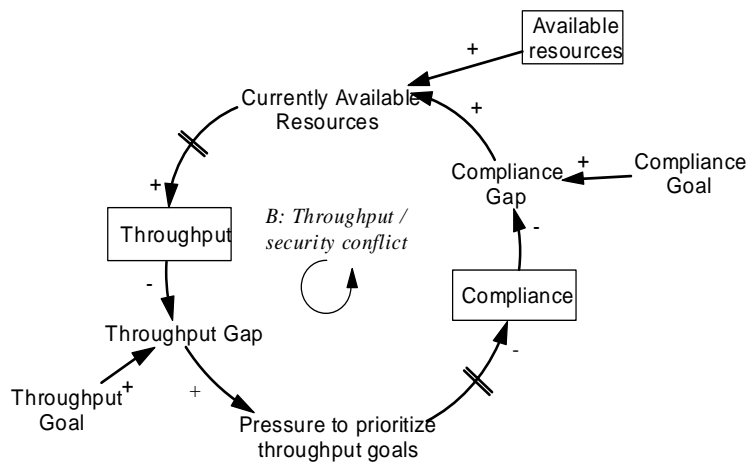 Available
resources
+
Currently Available
Resources
+
Compliance
Gap
+
Compliance
Goal
+
B: Throughput /
security conflict
Throughput
-
-
Compliance
Throughput Gap
-
+
+
Throughput
Goal
Pressure to prioritize
throughput goals